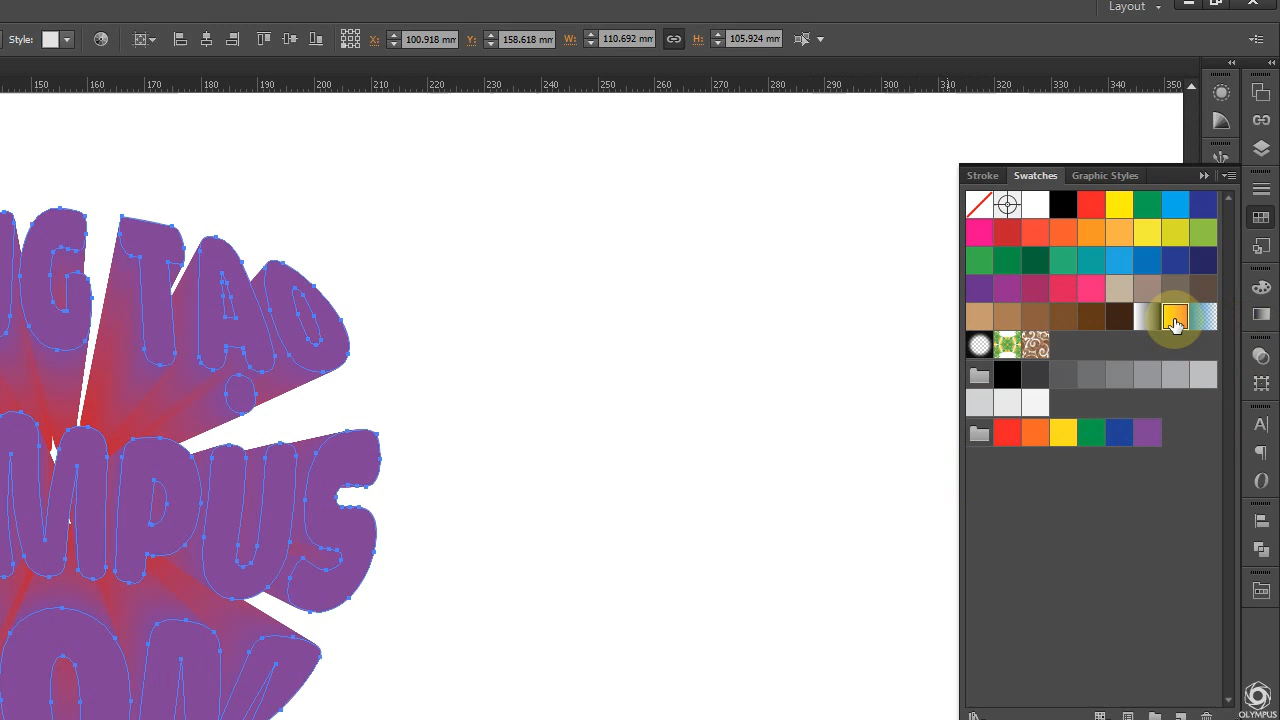 Layout
Style: X: 100.918 mm Y: 158.618 mm W: 110.692 mm H: 105.924 mm
150 160 170 180 190 200 210 220 230 240 250 260 270 280 290 300 310 320 330 340 350
Stroke Swatches Graphic Styles
NG TẠO
MPUS
OLYMPUS